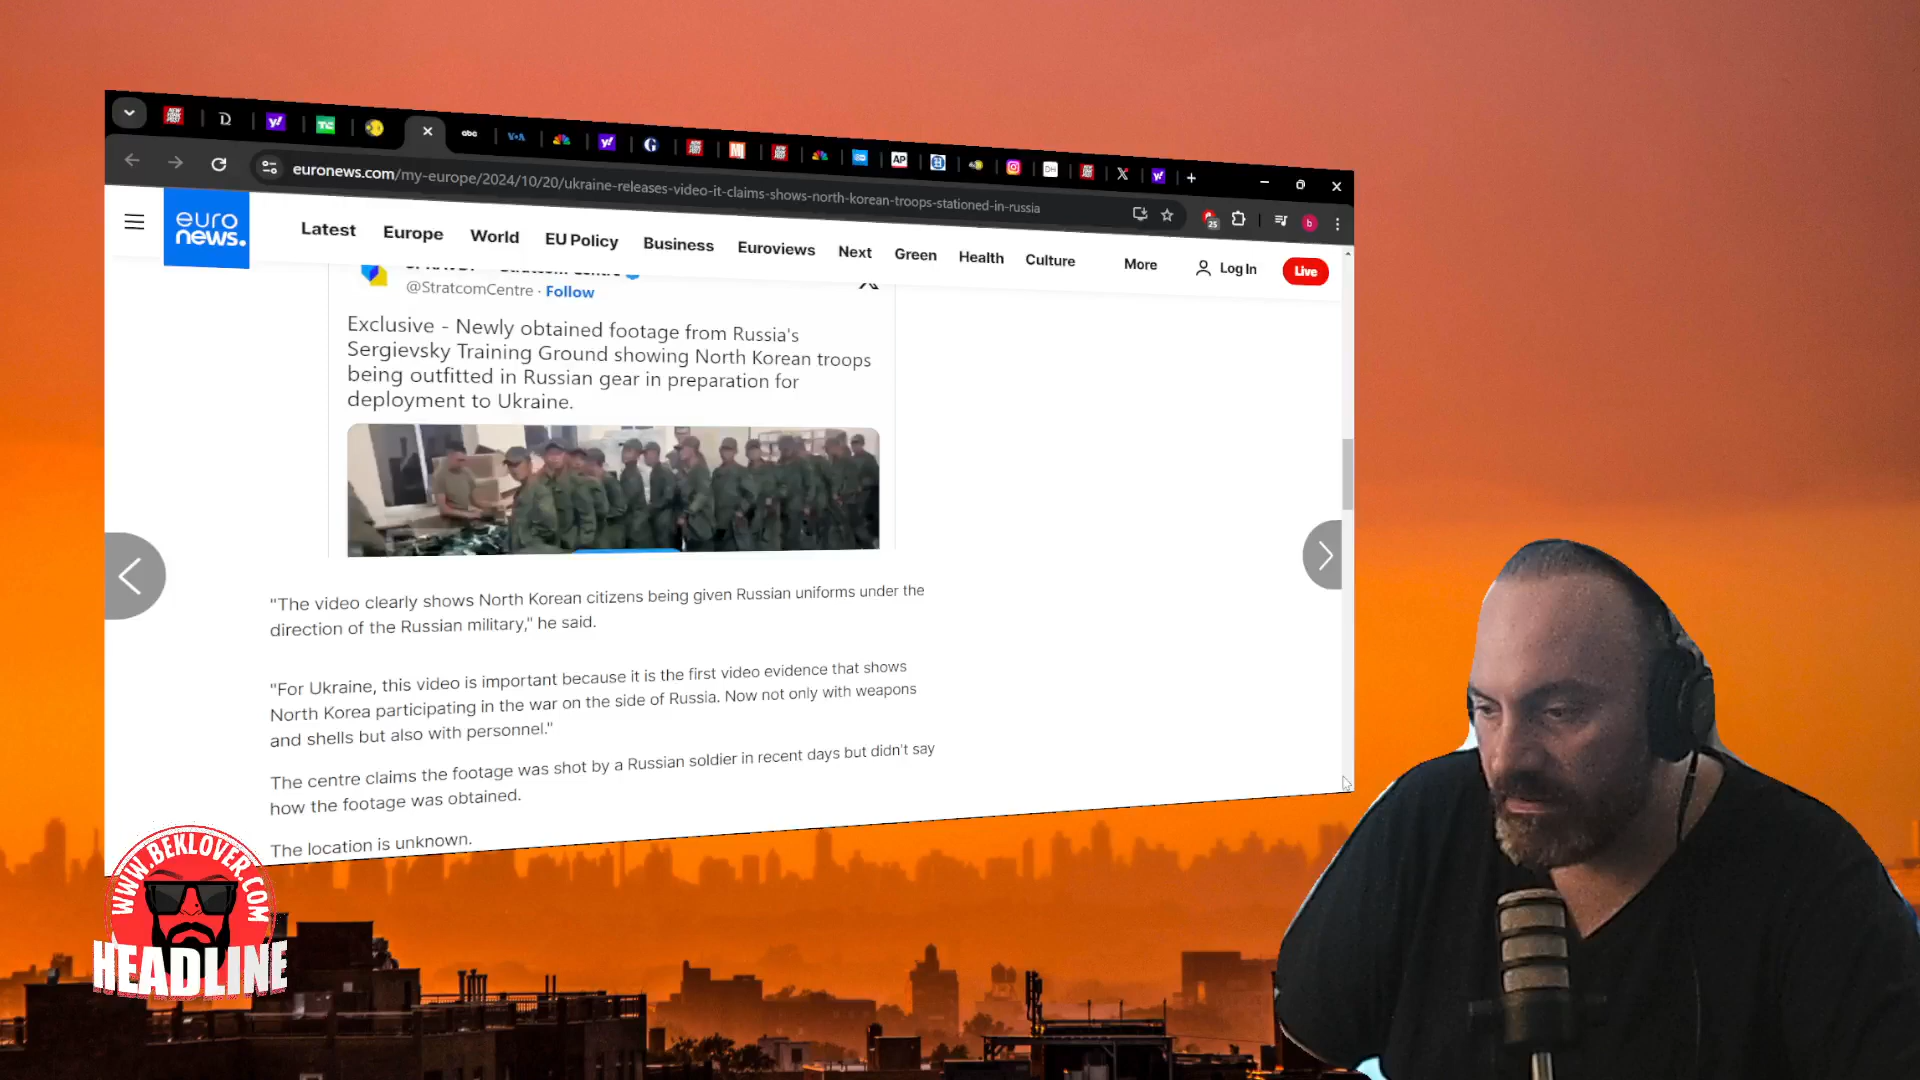 euronews.com/my-europe/2024/10/20/ukraine-releases-video-it-claims-shows-north-korean-troops-stationed-in-russia
euro
news.
Latest Europe World EU Policy Business Euroviews Next Green Health Culture More Log In Live
@StratcomCentre · Follow
Exclusive - Newly obtained footage from Russia's
Sergievsky Training Ground showing North Korean troops
being outfitted in Russian gear in preparation for
deployment to Ukraine.
"The video clearly shows North Korean citizens being given Russian uniforms under the
direction of the Russian military," he said.
"For Ukraine, this video is important because it is the first video evidence that shows
North Korea participating in the war on the side of Russia. Now not only with weapons
and shells but also with personnel."
The centre claims the footage was shot by a Russian soldier in recent days but didn't say
how the footage was obtained.
The location is unknown.
WWW.BEKLOVER.COM
HEADLINE